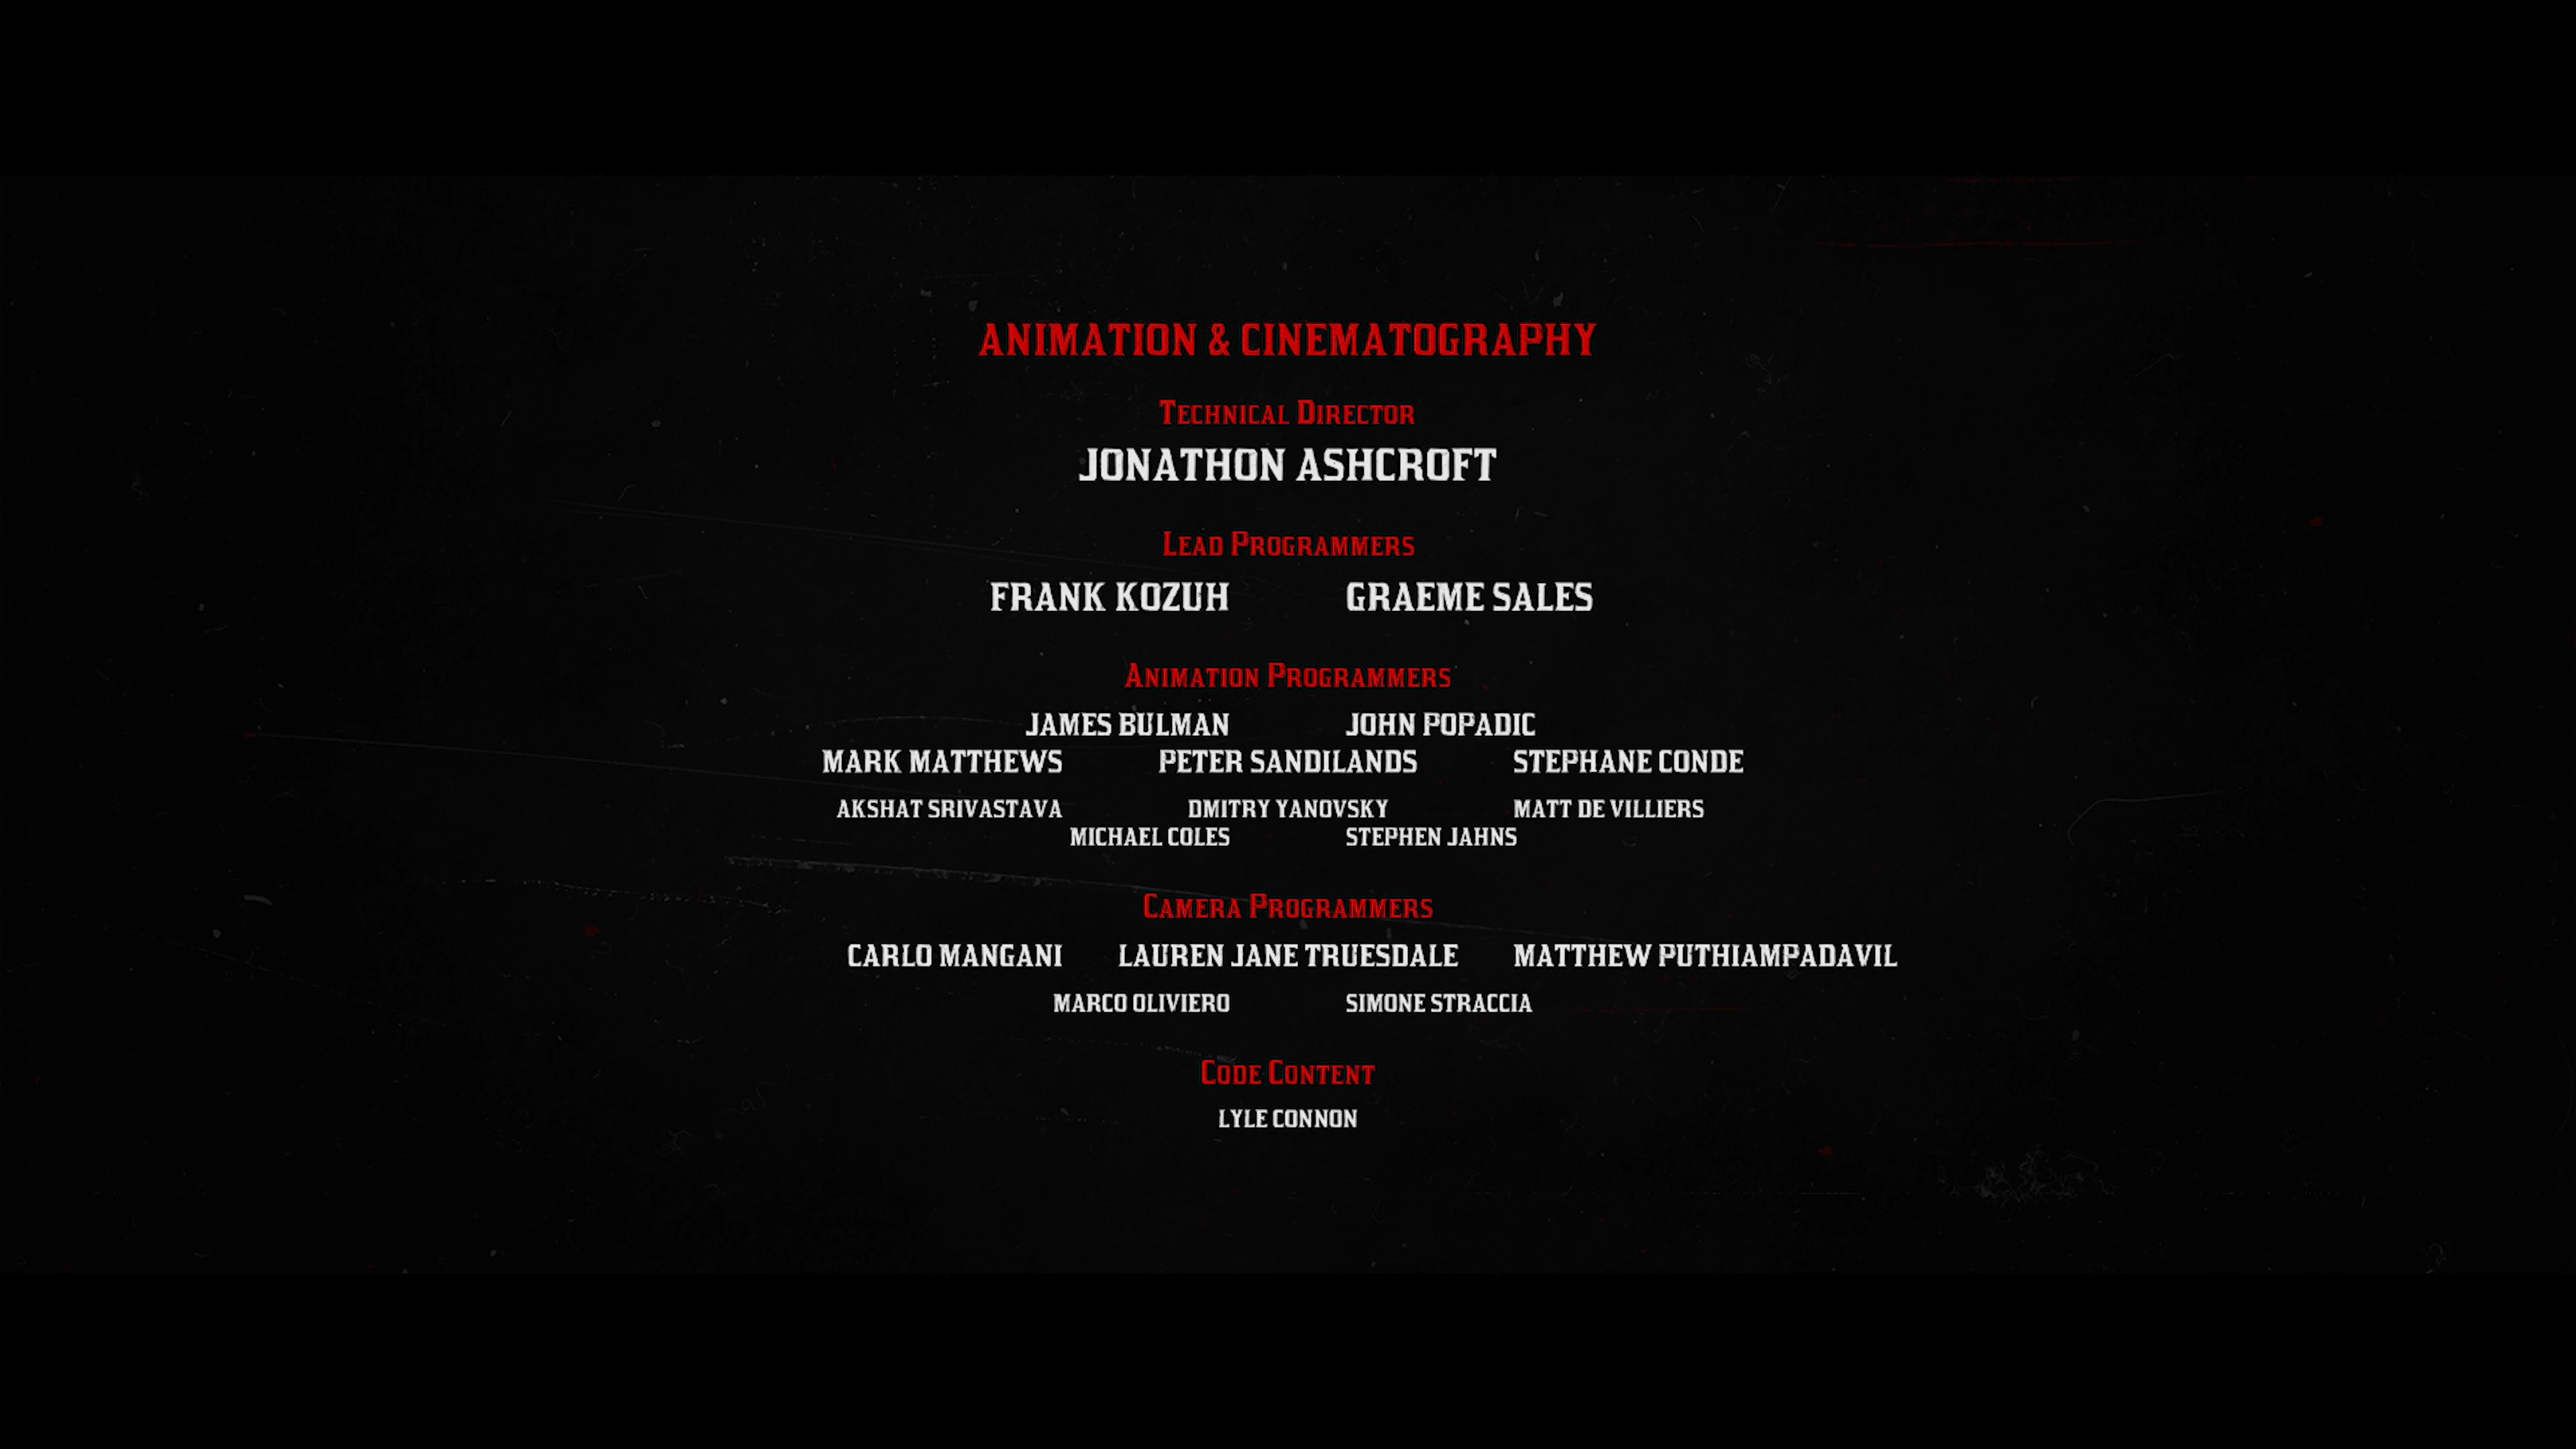 ANIMATION & CINEMATOGRAPHY
TECHNICAL DIRECTOR
JONATHON ASHCROFT
LEAD PROGRAMMERS
FRANK KOZUH GRAEME SALES
ANIMATION PROGRAMMERS
JAMES BULMAN JOHN POPADIC
MARK MATTHEWS PETER SANDILANDS STEPHANE CONDE
AKSHAT SRIVASTAVA DMITRY YANOVSKY MATT DE VILLIERS
MICHAEL COLES STEPHEN JAHNS
CAMERA PROGRAMMERS
CARLO MANGANI LAUREN JANE TRUESDALE MATTHEW PUTHIAMPADAVIL
MARCO OLIVIERO SIMONE STRACCIA
CODE CONTENT
LYLE CONNON